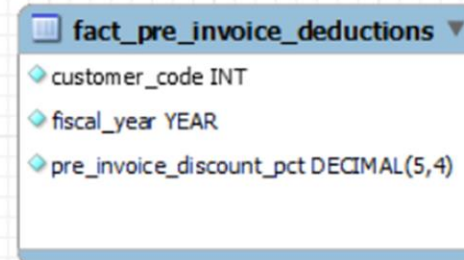 fact_pre_invoice_deductions
customer_code INT
fiscal_year YEAR
pre_invoice_discount_pct DECIMAL(5,4)